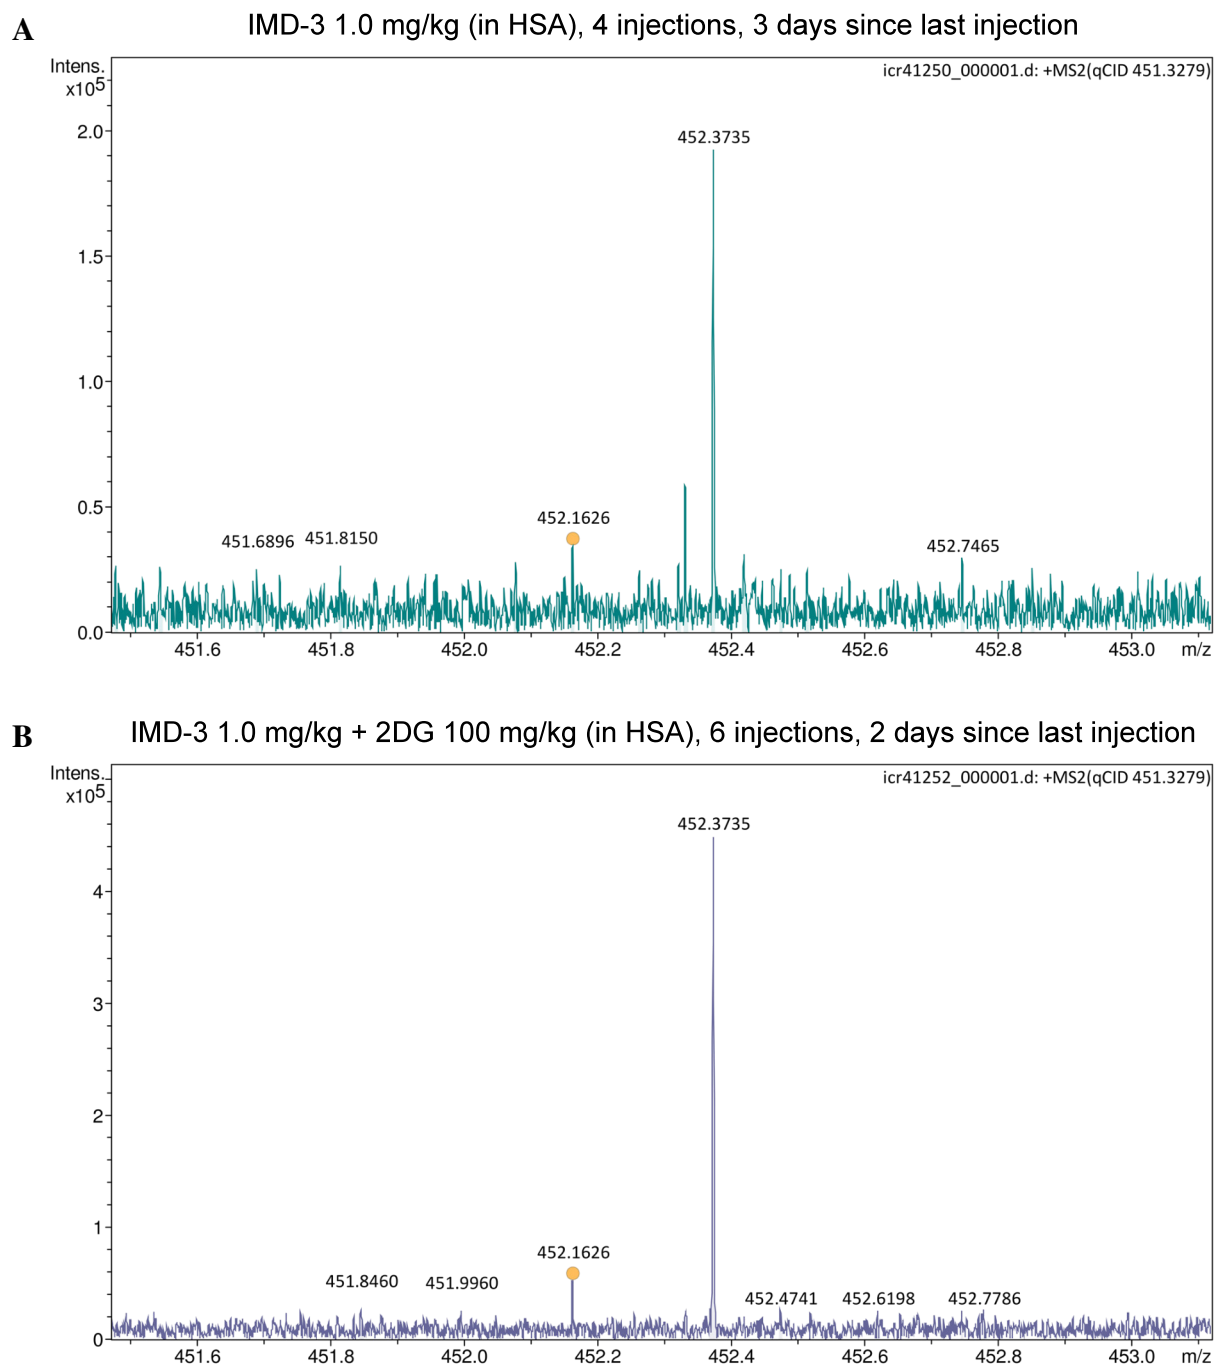 A IMD-3 1.0 mg/kg (in HSA), 4 injections, 3 days since last injection
Intens.
x10⁵
icr41250_000001.d: +MS2(qCID 451.3279)
2.0
452.3735
1.5
1.0
0.5
452.1626
451.6896 451.8150
452.7465
0.0
451.6 451.8 452.0 452.2 452.4 452.6 452.8 453.0 m/z
B IMD-3 1.0 mg/kg + 2DG 100 mg/kg (in HSA), 6 injections, 2 days since last injection
Intens.
x10⁵
icr41252_000001.d: +MS2(qCID 451.3279)
452.3735
4
3
2
1
452.1626
451.8460 451.9960
452.4741 452.6198 452.7786
0
451.6 451.8 452.0 452.2 452.4 452.6 452.8 453.0 m/z